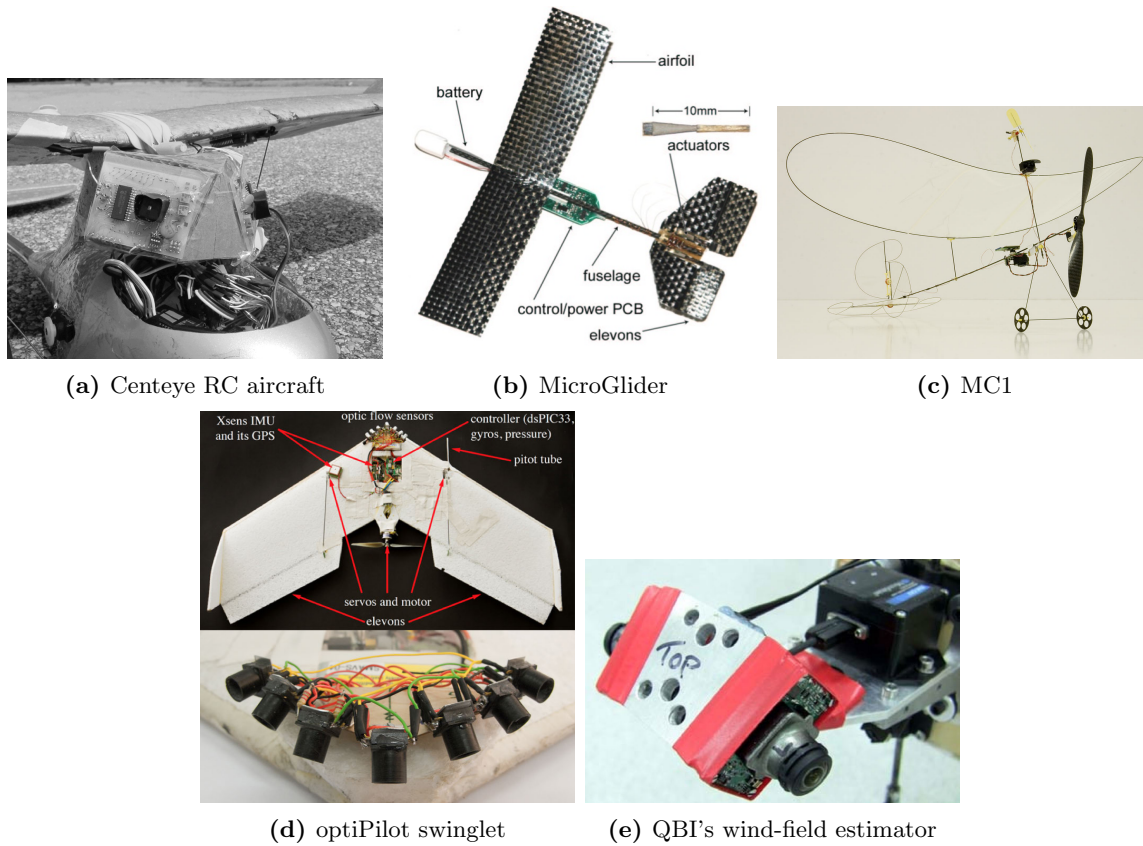 airfoil
battery
10mm
actuators
fuselage
control/power PCB
elevons
(a) Centeye RC aircraft
(b) MicroGlider
(c) MC1
Xsens IMU
and its GPS
optic flow sensors
controller (dsPIC33,
gyros, pressure)
pitot tube
servos and motor
elevons
TOP
(d) optiPilot swinglet
(e) QBI's wind-field estimator